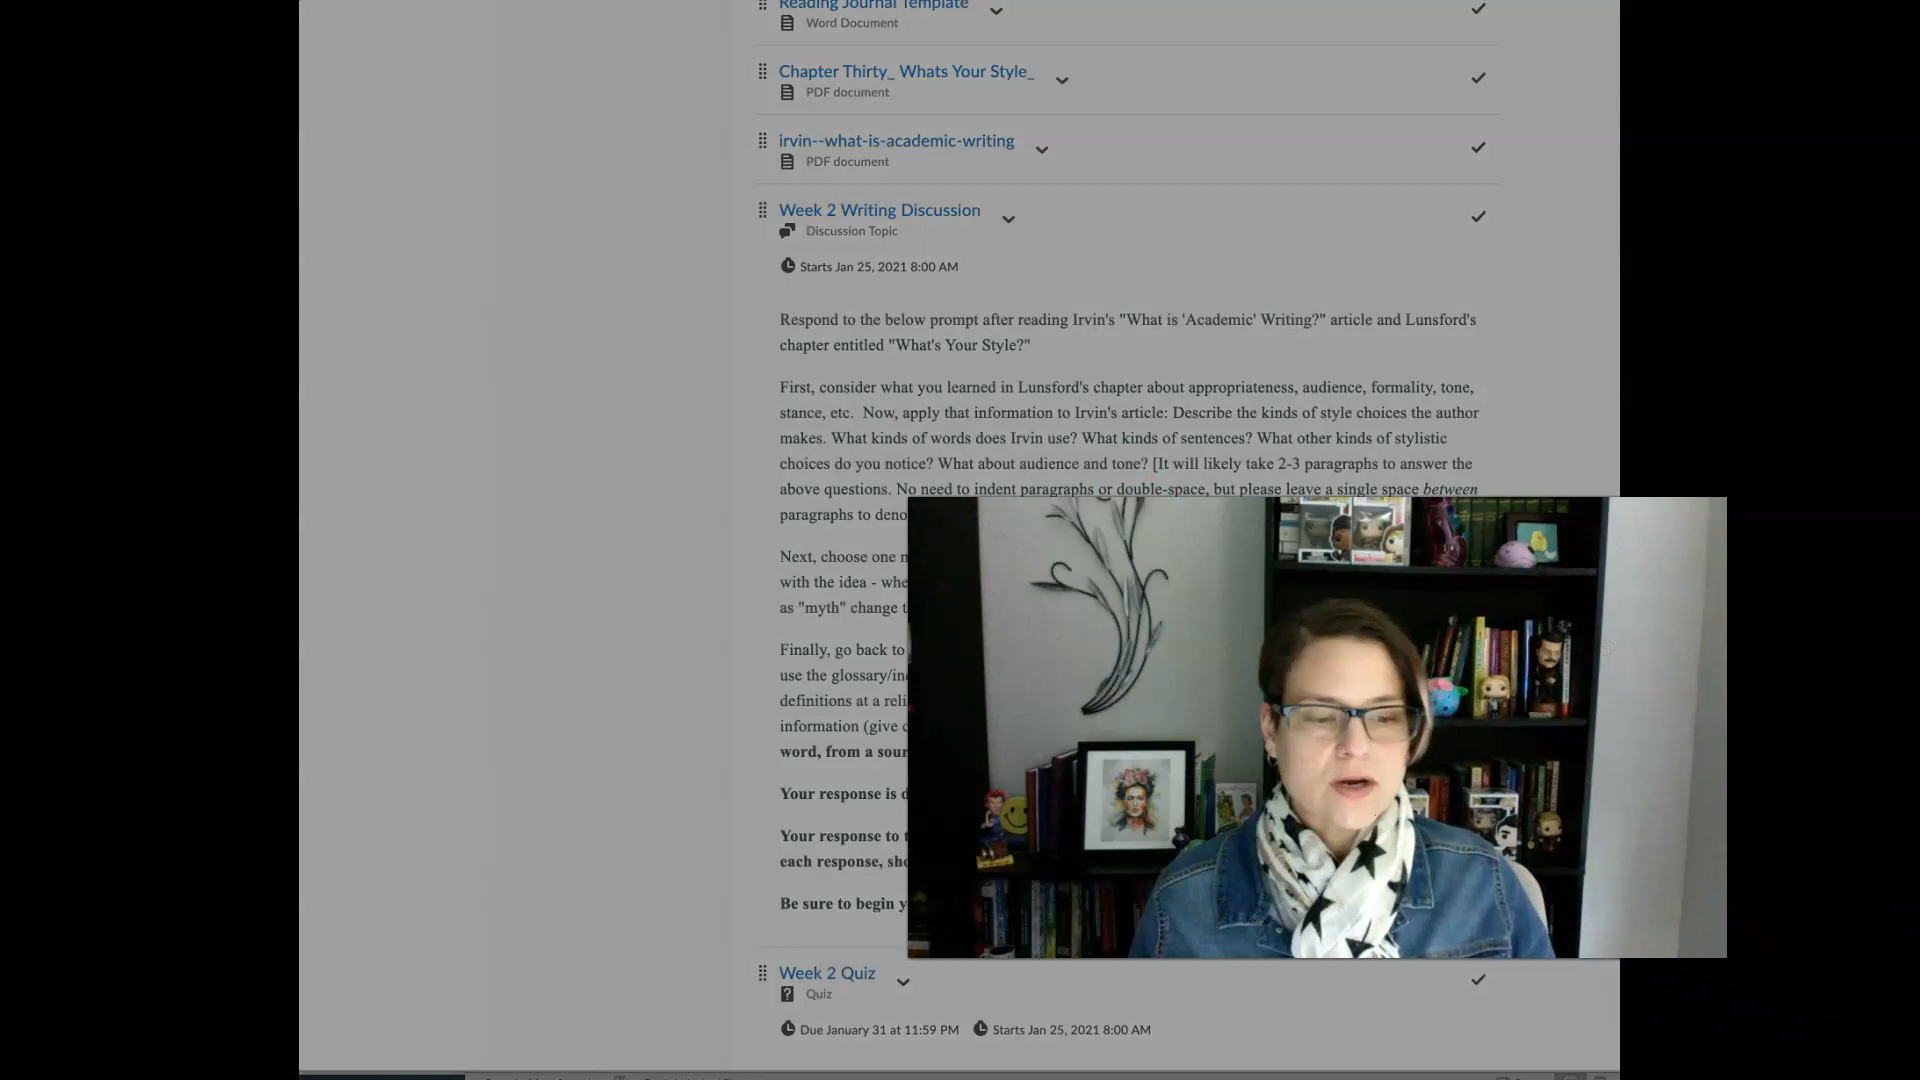 Reading Journal Template
Word Document
Chapter Thirty_ Whats Your Style_
PDF document
irvin--what-is-academic-writing
PDF document
Week 2 Writing Discussion
Discussion Topic
Starts Jan 25, 2021 8:00 AM
Respond to the below prompt after reading Irvin's "What is 'Academic' Writing?" article and Lunsford's
chapter entitled "What's Your Style?"
First, consider what you learned in Lunsford's chapter about appropriateness, audience, formality, tone,
stance, etc.  Now, apply that information to Irvin's article: Describe the kinds of style choices the author
makes. What kinds of words does Irvin use? What kinds of sentences? What other kinds of stylistic
choices do you notice? What about audience and tone? [It will likely take 2-3 paragraphs to answer the
above questions. No need to indent paragraphs or double-space, but please leave a single space between
paragraphs to deno
Next, choose one
with the idea - whe
as "myth" change
Finally, go back to
use the glossary/in
definitions at a reli
information (give
word, from a sour
Your response is
Your response to
each response, sho
Be sure to begin
Week 2 Quiz
Quiz
Due January 31 at 11:59 PM Starts Jan 25, 2021 8:00 AM